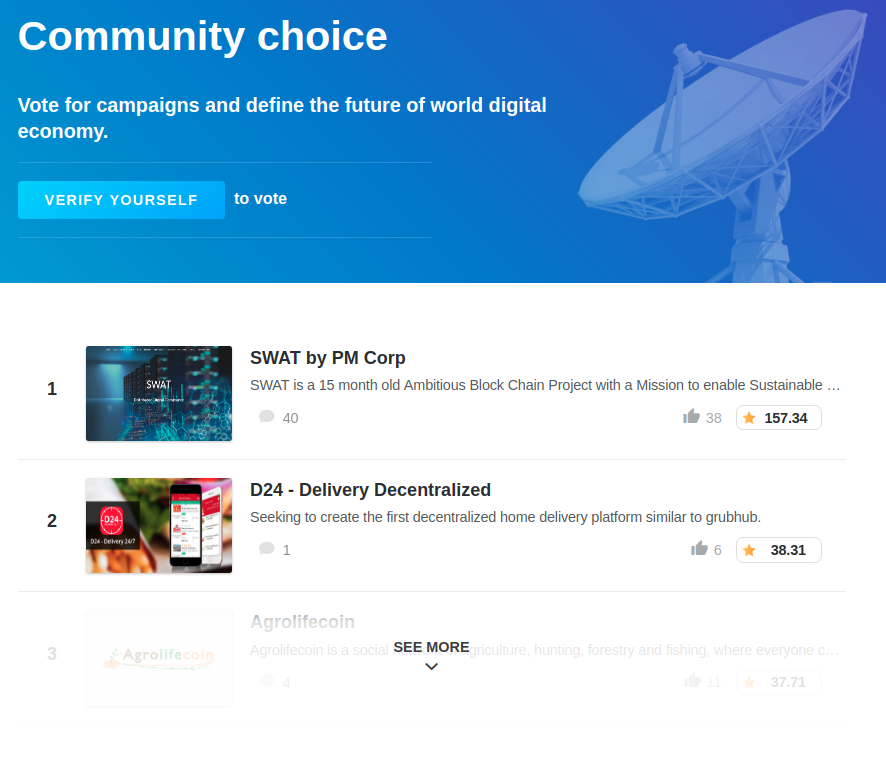 Community choice
Vote for campaigns and define the future of world digital
economy.
VERIFY YOURSELF to vote
1
SWAT
SWAT by PM Corp
SWAT is a 15 month old Ambitious Block Chain Project with a Mission to enable Sustainable …
40
38
157.34
2
D24
D24 - Delivery 24/7
D24 - Delivery Decentralized
Seeking to create the first decentralized home delivery platform similar to grubhub.
1
6
38.31
3
Agrolifecoin
Agrolifecoin
Agrolifecoin is a social griculture, hunting, forestry and fishing, where everyone c…
SEE MORE
4
11
37.71